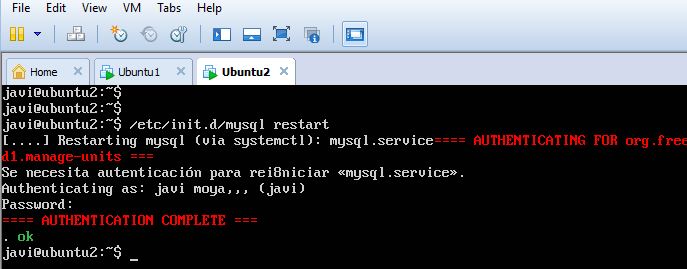 File Edit View VM Tabs Help
Home Ubuntu1 Ubuntu2
javi@ubuntu2:~$
javi@ubuntu2:~$
javi@ubuntu2:~$ /etc/init.d/mysql restart
[....] Restarting mysql (via systemctl): mysql.service==== AUTHENTICATING FOR org.free
d1.manage-units ===
Se necesita autenticación para rei8niciar «mysql.service».
Authenticating as: javi moya,,, (javi)
Password:
==== AUTHENTICATION COMPLETE ===
. ok
javi@ubuntu2:~$ _